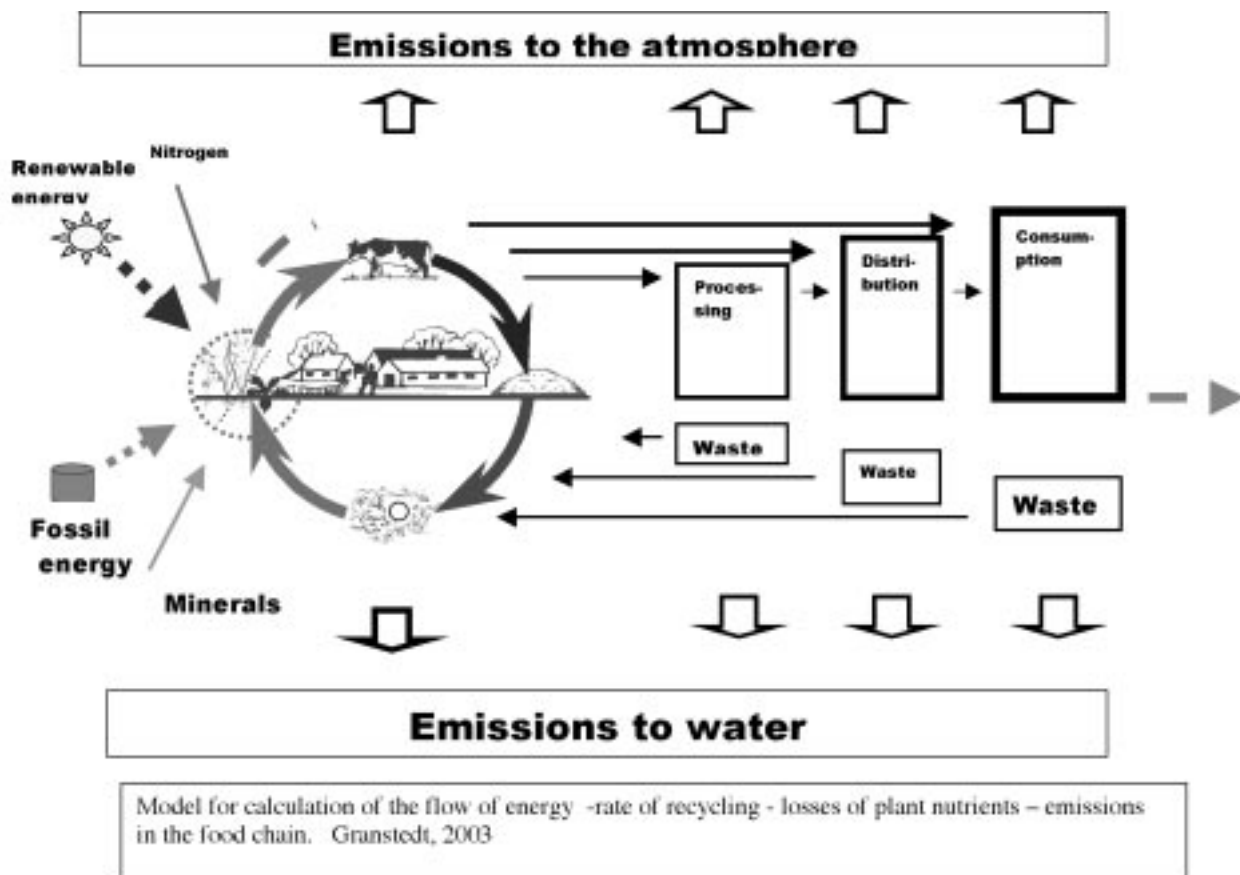 Emissions to the atmosphere
Nitrogen
Renewable
energy
Consum-
ption
Distri-
bution
Proces-
sing
Waste
Waste
Waste
Fossil
energy
Minerals
Emissions to water
Model for calculation of the flow of energy -rate of recycling - losses of plant nutrients – emissions
in the food chain. Granstedt, 2003